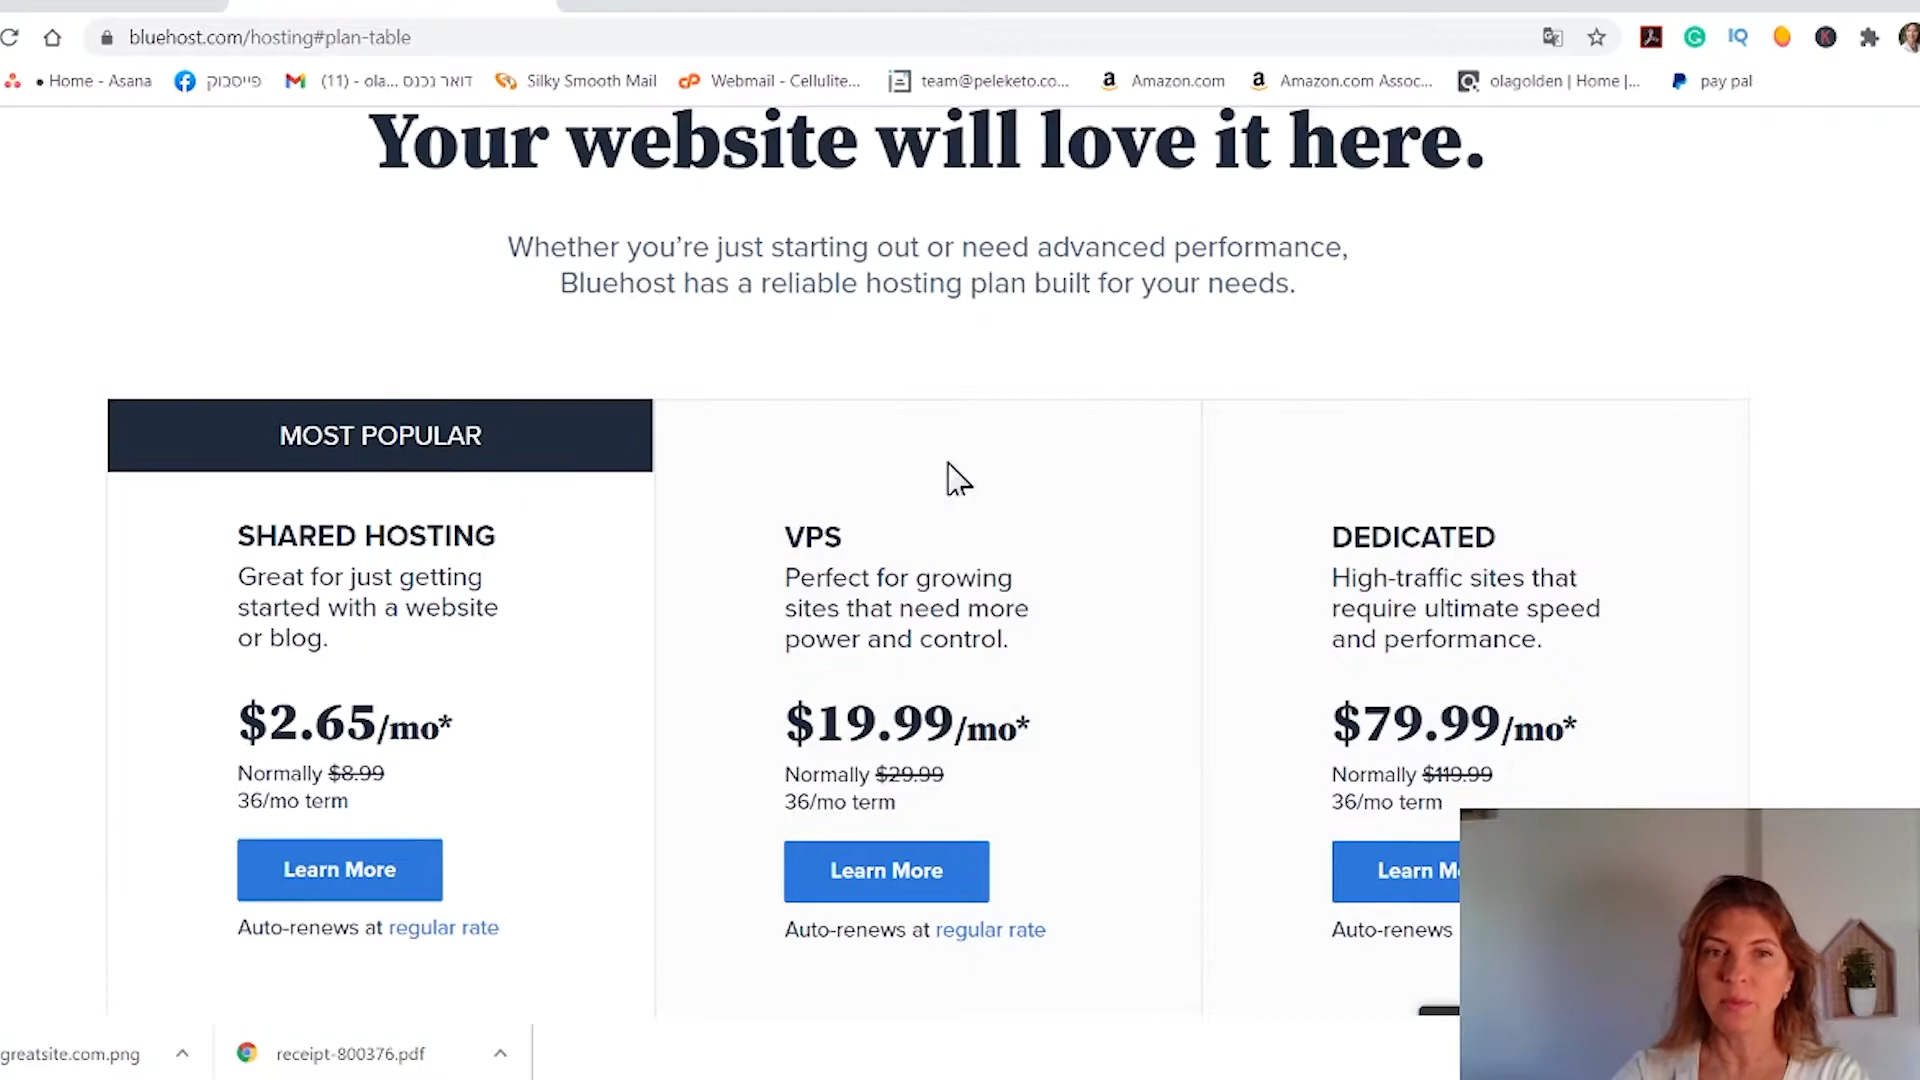 bluehost.com/hosting#plan-table
• Home - Asana פייסבוק (11) - ola... דואר נכנס Silky Smooth Mail Webmail - Cellulite... team@peleketo.co... Amazon.com Amazon.com Assoc... olagolden | Home |... pay pal
Your website will love it here.
Whether you’re just starting out or need advanced performance,
Bluehost has a reliable hosting plan built for your needs.
MOST POPULAR
SHARED HOSTING
Great for just getting
started with a website
or blog.
$2.65/mo*
Normally $8.99
36/mo term
Learn More
Auto-renews at regular rate
VPS
Perfect for growing
sites that need more
power and control.
$19.99/mo*
Normally $29.99
36/mo term
Learn More
Auto-renews at regular rate
DEDICATED
High-traffic sites that
require ultimate speed
and performance.
$79.99/mo*
Normally $119.99
36/mo term
Learn M
Auto-renews
greatsite.com.png
receipt-800376.pdf